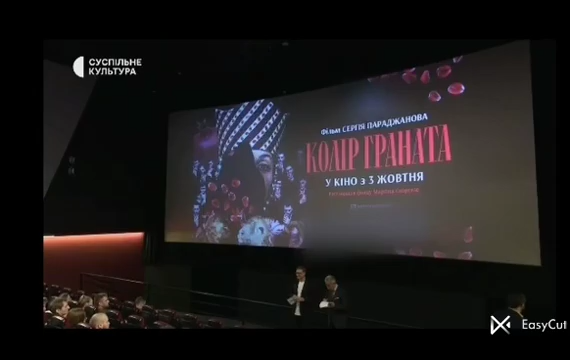 СУСПІЛЬНЕ
КУЛЬТУРА
Фільм СЕРГІЯ ПАРАДЖАНОВА
КОЛІР ГРАНАТА
У КІНО з 3 ЖОВТНЯ
EasyCut